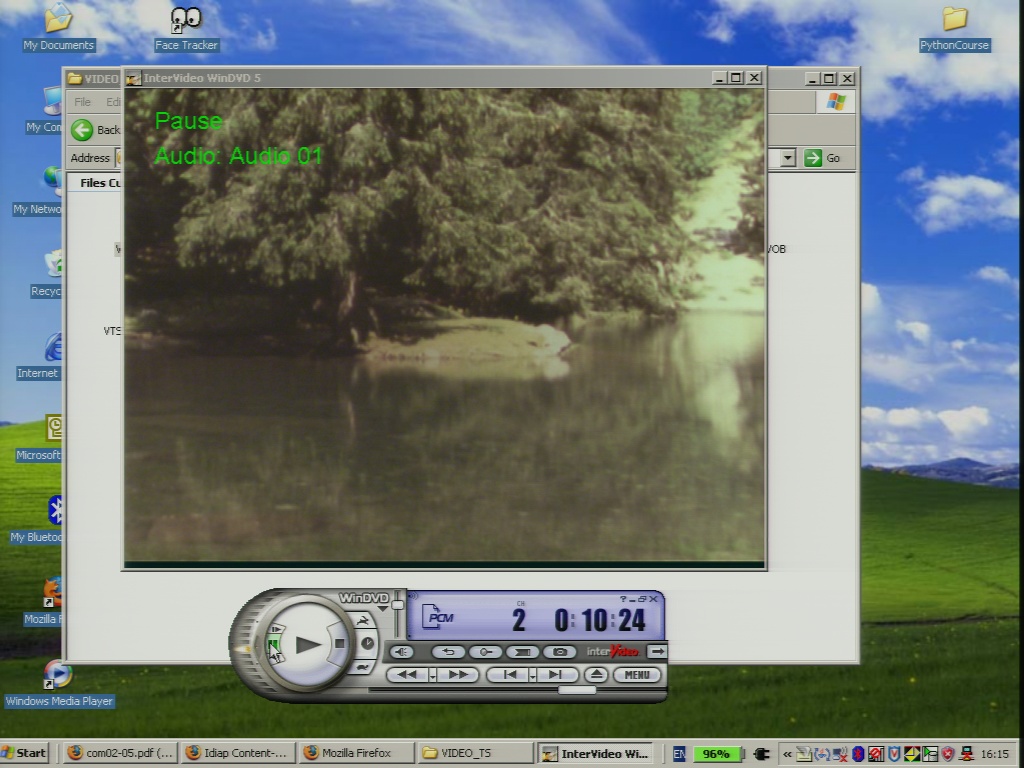 My Documents
Face Tracker
PythonCourse
VIDEO
InterVideo WinDVD 5
File Edi
My Com
Back
Address
Go
Pause
Audio: Audio 01
Files Cu
My Netwo
VOB
Recyc
VTS
Internet
Microsoft
My Bluetoo
Mozilla F
WinDVD
PCM
CH
2 0:10:24
interVideo
MENU
Windows Media Player
Start
com02-05.pdf (...
Idiap Content-...
Mozilla Firefox
VIDEO_TS
InterVideo Wi...
EN
96%
«
16:15